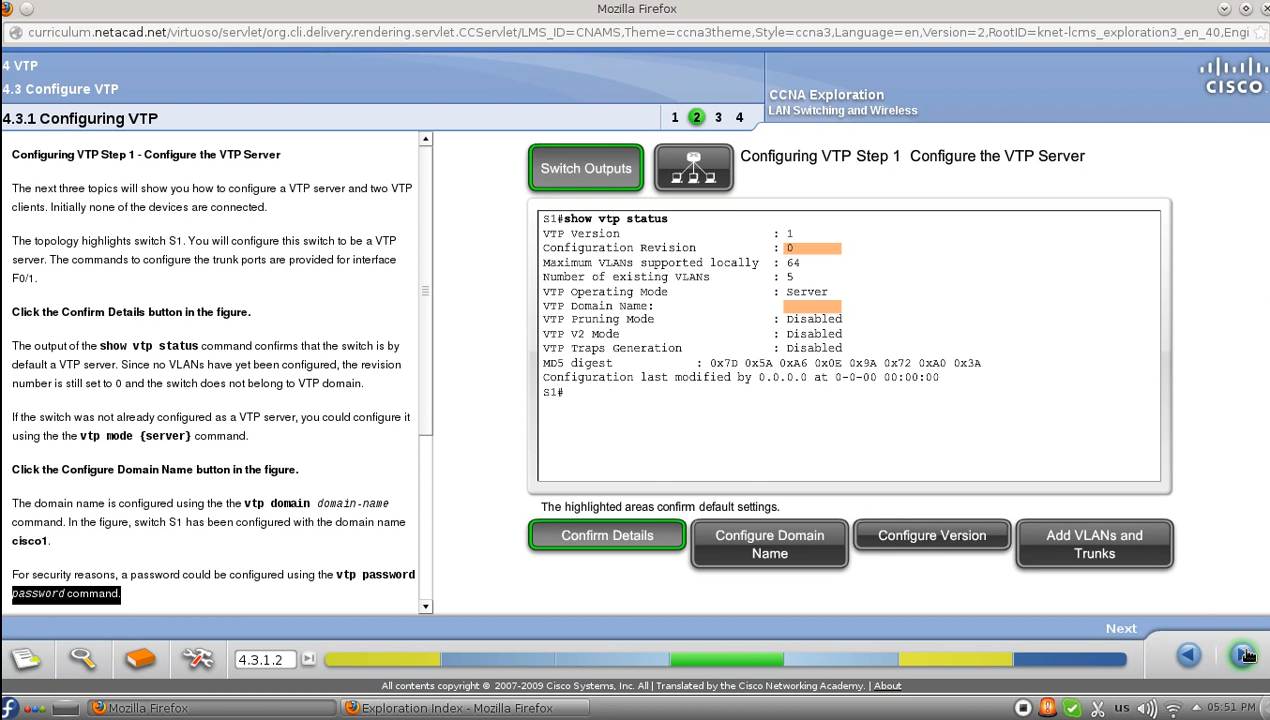 Mozilla Firefox
curriculum.netacad.net/virtuoso/servlet/org.cli.delivery.rendering.servlet.CCServlet/LMS_ID=CNAMS,Theme=ccna3theme,Style=ccna3,Language=en,Version=2,RootID=knet-lcms_exploration3_en_40,Engi
4 VTP
4.3 Configure VTP
4.3.1 Configuring VTP
1 2 3 4
CCNA Exploration
LAN Switching and Wireless
CISCO
Configuring VTP Step 1 - Configure the VTP Server
The next three topics will show you how to configure a VTP server and two VTP
clients. Initially none of the devices are connected.
The topology highlights switch S1. You will configure this switch to be a VTP
server. The commands to configure the trunk ports are provided for interface
F0/1.
Click the Confirm Details button in the figure.
The output of the show vtp status command confirms that the switch is by
default a VTP server. Since no VLANs have yet been configured, the revision
number is still set to 0 and the switch does not belong to VTP domain.
If the switch was not already configured as a VTP server, you could configure it
using the the vtp mode {server} command.
Click the Configure Domain Name button in the figure.
The domain name is configured using the the vtp domain domain-name
command. In the figure, switch S1 has been configured with the domain name
cisco1.
For security reasons, a password could be configured using the vtp password
password command.
Switch Outputs
Configuring VTP Step 1 Configure the VTP Server
S1#show vtp status
VTP Version : 1
Configuration Revision : 0
Maximum VLANs supported locally : 64
Number of existing VLANs : 5
VTP Operating Mode : Server
VTP Domain Name:
VTP Pruning Mode : Disabled
VTP V2 Mode : Disabled
VTP Traps Generation : Disabled
MD5 digest : 0x7D 0x5A 0xA6 0x0E 0x9A 0x72 0xA0 0x3A
Configuration last modified by 0.0.0.0 at 0-0-00 00:00:00
S1#
The highlighted areas confirm default settings.
Confirm Details
Configure Domain
Name
Configure Version
Add VLANs and
Trunks
Next
4.3.1.2
All contents copyright © 2007-2009 Cisco Systems, Inc. All | Translated by the Cisco Networking Academy. | About
Mozilla Firefox
Exploration Index - Mozilla Firefox
us
05:51 PM